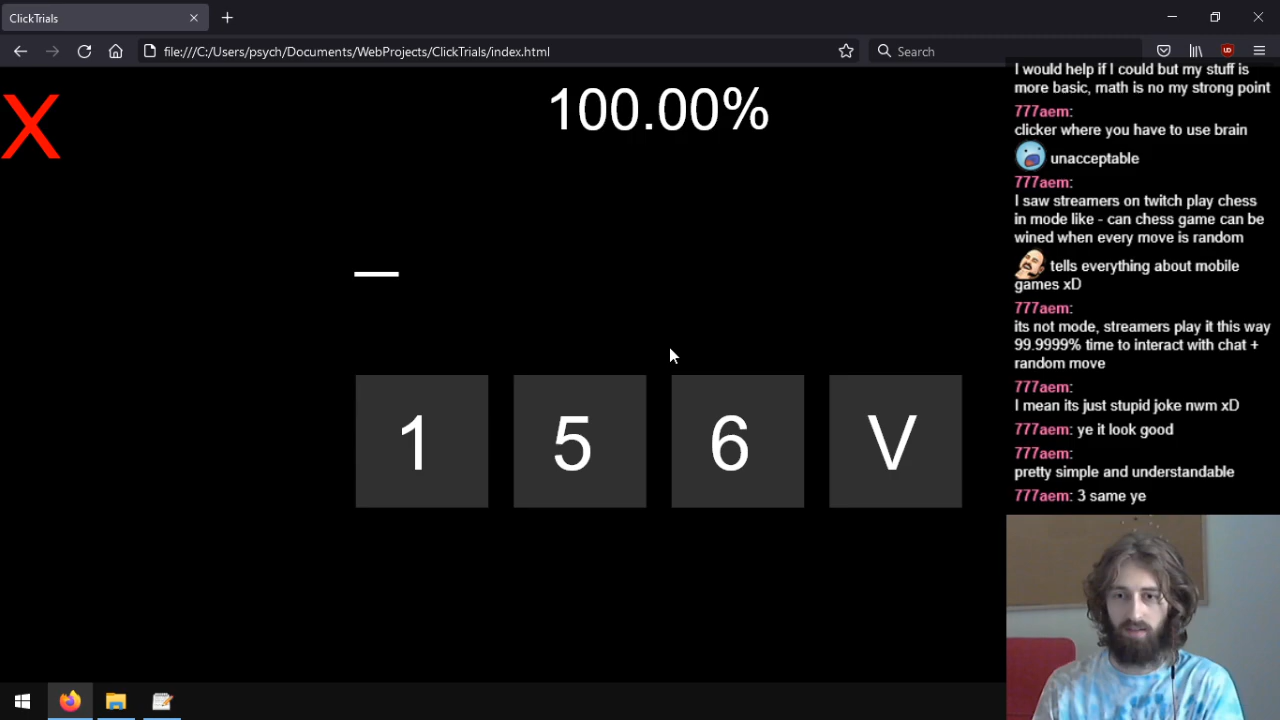 ClickTrials
file:///C:/Users/psych/Documents/WebProjects/ClickTrials/index.html
Search
X
100.00%
1
5
6
V
I would help if I could but my stuff is
more basic, math is no my strong point
777aem:
clicker where you have to use brain
unacceptable
777aem:
I saw streamers on twitch play chess
in mode like - can chess game can be
wined when every move is random
tells everything about mobile
games xD
777aem:
its not mode, streamers play it this way
99.9999% time to interact with chat +
random move
777aem:
I mean its just stupid joke nwm xD
777aem: ye it look good
777aem:
pretty simple and understandable
777aem: 3 same ye